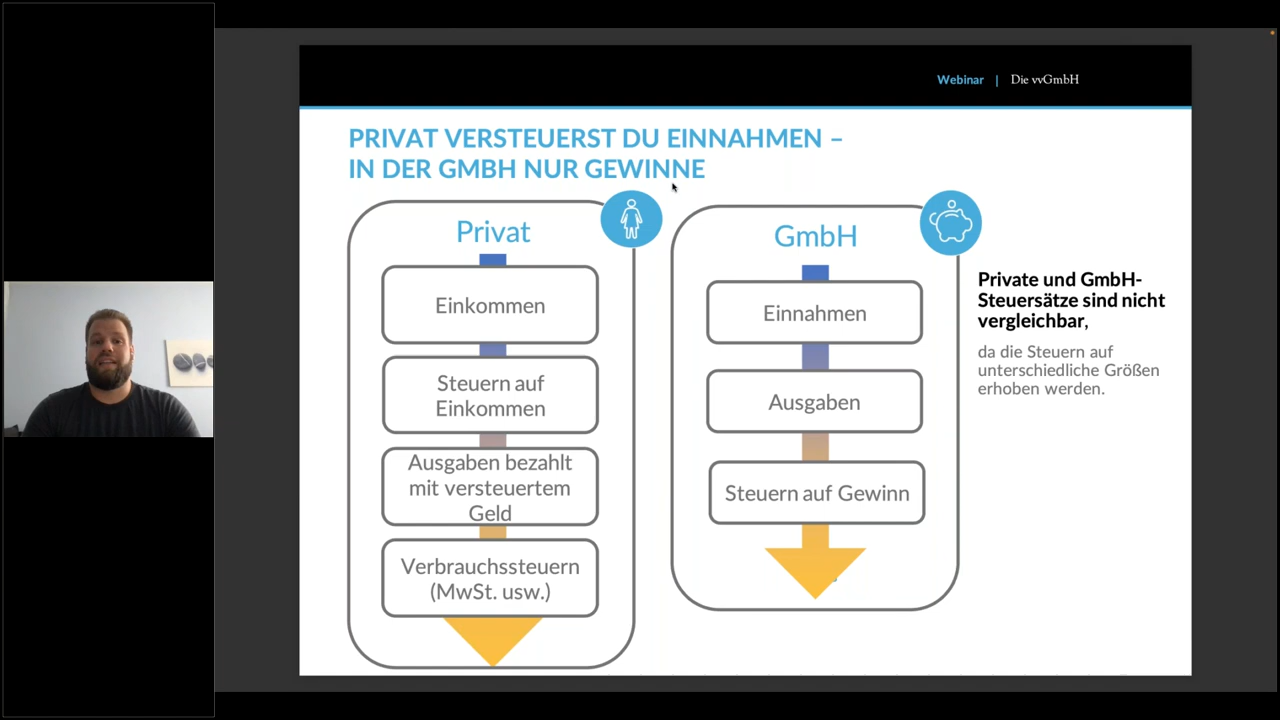 Webinar | Die vvGmbH
PRIVAT VERSTEUERST DU EINNAHMEN –
IN DER GMBH NUR GEWINNE
Privat
Einkommen
Steuern auf
Einkommen
Ausgaben bezahlt
mit versteuertem
Geld
Verbrauchssteuern
(MwSt. usw.)
GmbH
Einnahmen
Ausgaben
Steuern auf Gewinn
Private und GmbH-
Steuersätze sind nicht
vergleichbar,
da die Steuern auf
unterschiedliche Größen
erhoben werden.